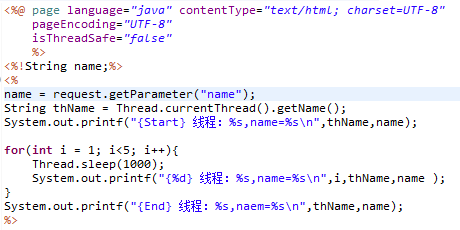 <%@ page language="java" contentType="text/html; charset=UTF-8"
pageEncoding="UTF-8"
isThreadSafe="false"
%>
<%!String name;%>
<%
name = request.getParameter("name");
String thName = Thread.currentThread().getName();
System.out.printf("{Start} 线程：%s,name=%s\n",thName,name);
for(int i = 1; i<5; i++){
Thread.sleep(1000);
System.out.printf("{%d} 线程：%s,name=%s\n",i,thName,name );
}
System.out.printf("{End} 线程：%s,naem=%s\n",thName,name);
%>